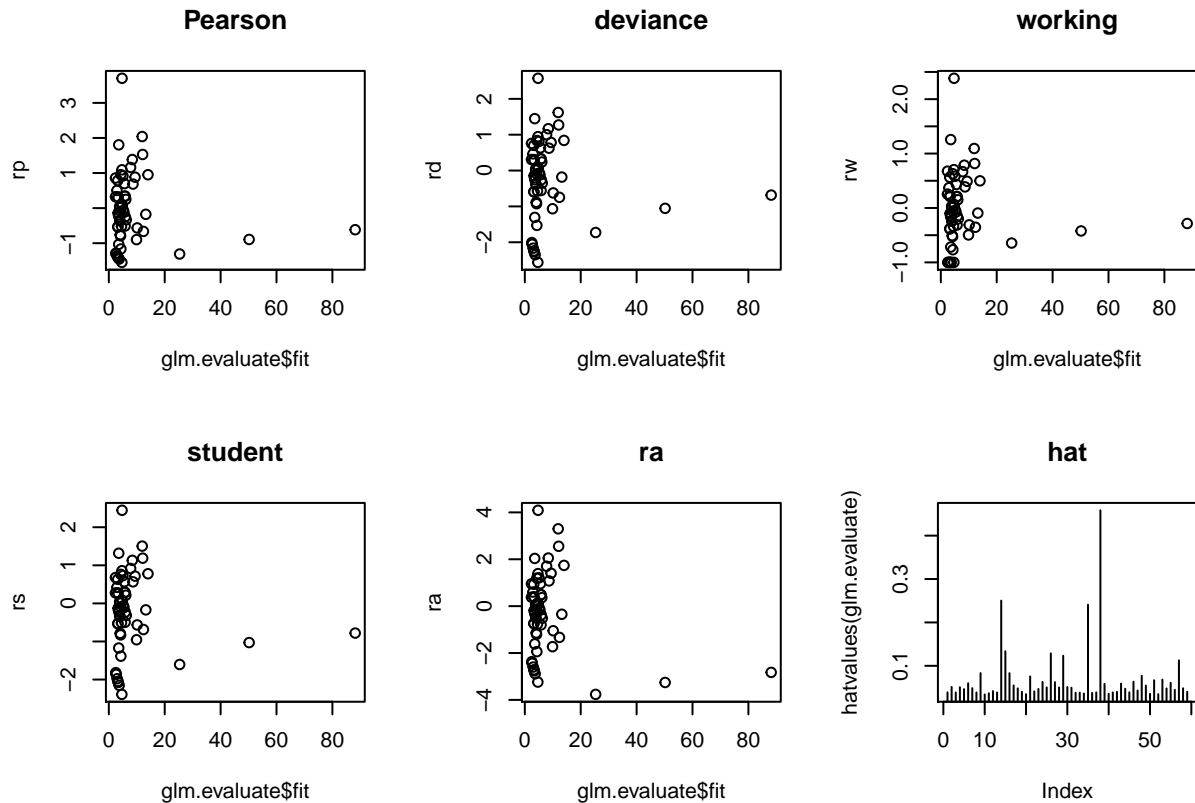 Pearson
rp
3
2
1
−1
0 20 40 60 80
glm.evaluate$fit
deviance
rd
2
1
0
−2
0 20 40 60 80
glm.evaluate$fit
working
rw
2.0
1.0
0.0
−1.0
0 20 40 60 80
glm.evaluate$fit
student
rs
2
1
0
−2
0 20 40 60 80
glm.evaluate$fit
ra
ra
4
2
0
−2
−4
0 20 40 60 80
glm.evaluate$fit
hat
hatvalues(glm.evaluate)
0.3
0.1
0 10 30 50
Index